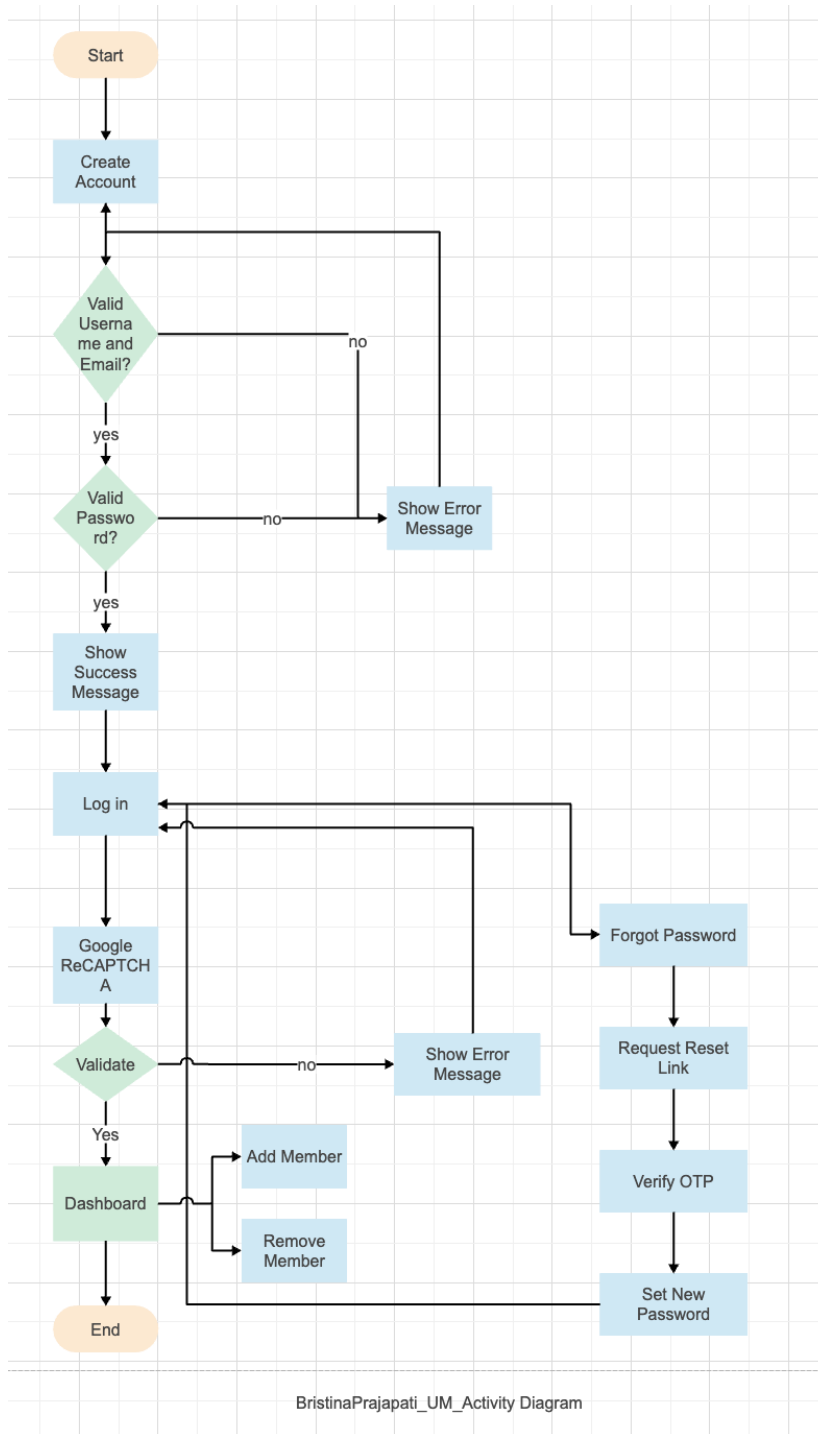 Start
Create
Account
Valid
Userna
me and
Email?
no
yes
Valid
Passwo
rd?
no
Show Error
Message
yes
Show
Success
Message
Log in
Google
ReCAPTCH
A
Forgot Password
Validate
no
Show Error
Message
Request Reset
Link
Yes
Add Member
Dashboard
Verify OTP
Remove
Member
Set New
Password
End
BristinaPrajapati_UM_Activity Diagram